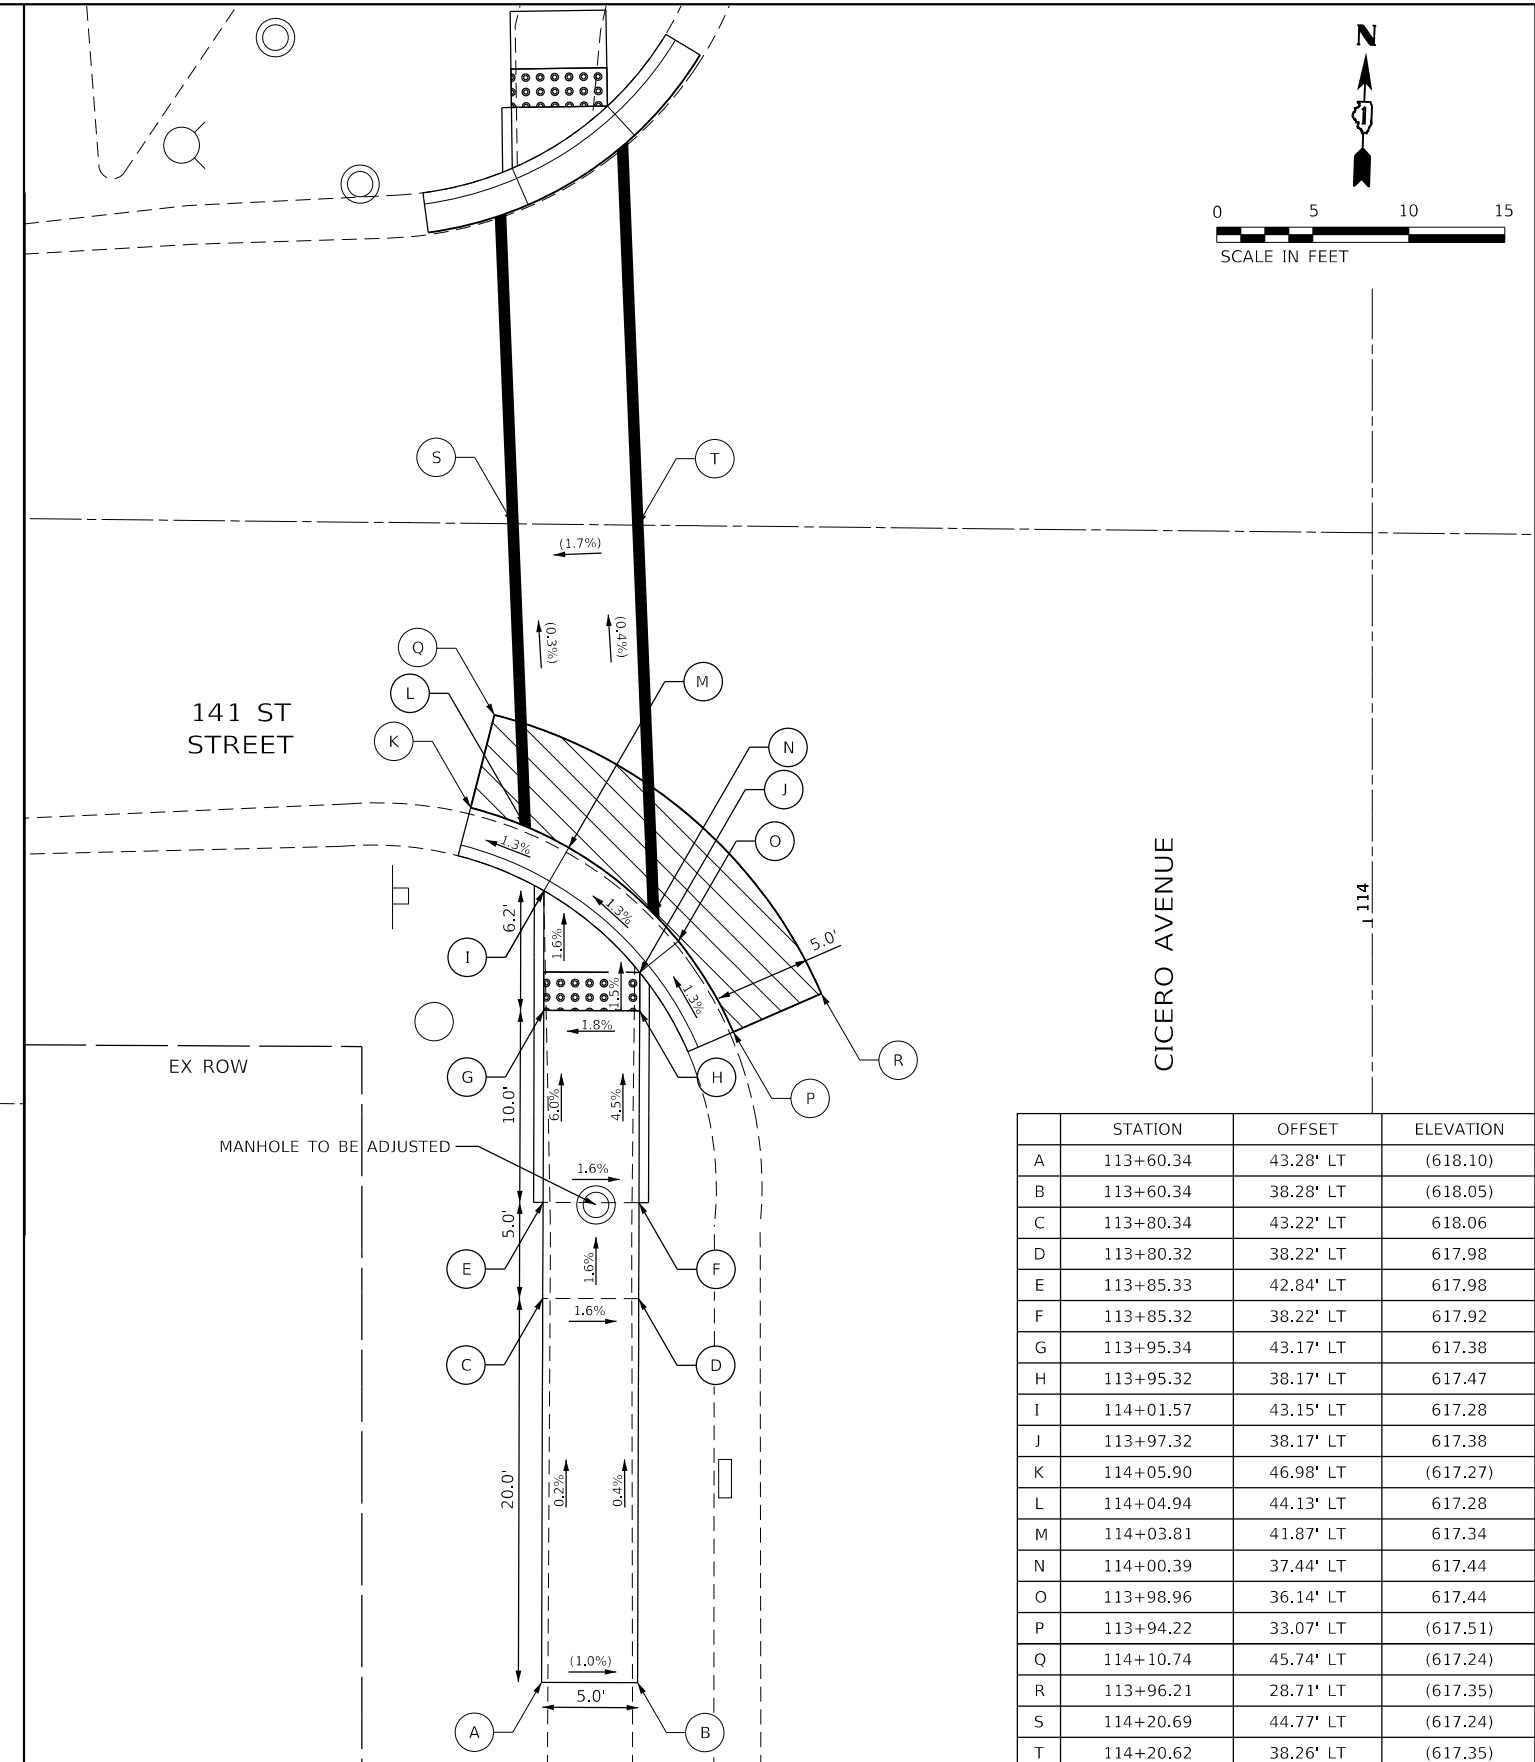 N
1
0 5 10 15
SCALE IN FEET
S
T
(1.7%)
(0.3%)
(0.4%)
Q
L
M
K
N
J
O
141 ST
STREET
1.3%
1.3%
1.3%
5.0'
6.2'
1.6%
1.5%
I
1.8%
G
H
R
P
EX ROW
10.0'
6.0%
4.5%
MANHOLE TO BE ADJUSTED
1.6%
5.0'
1.6%
E
F
1.6%
C
D
20.0'
0.2%
0.4%
(1.0%)
5.0'
A
B
CICERO AVENUE
114
STATION OFFSET ELEVATION
A 113+60.34 43.28' LT (618.10)
B 113+60.34 38.28' LT (618.05)
C 113+80.34 43.22' LT 618.06
D 113+80.32 38.22' LT 617.98
E 113+85.33 42.84' LT 617.98
F 113+85.32 38.22' LT 617.92
G 113+95.34 43.17' LT 617.38
H 113+95.32 38.17' LT 617.47
I 114+01.57 43.15' LT 617.28
J 113+97.32 38.17' LT 617.38
K 114+05.90 46.98' LT (617.27)
L 114+04.94 44.13' LT 617.28
M 114+03.81 41.87' LT 617.34
N 114+00.39 37.44' LT 617.44
O 113+98.96 36.14' LT 617.44
P 113+94.22 33.07' LT (617.51)
Q 114+10.74 45.74' LT (617.24)
R 113+96.21 28.71' LT (617.35)
S 114+20.69 44.77' LT (617.24)
T 114+20.62 38.26' LT (617.35)